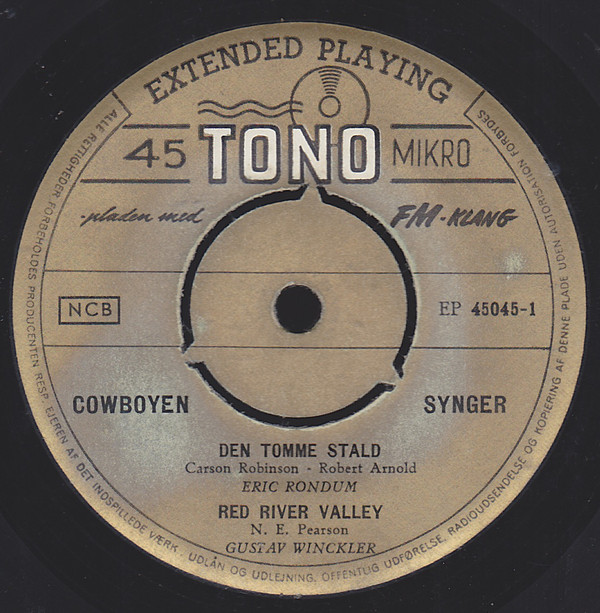 EXTENDED PLAYING
45 TONO MIKRO
-pladen med FM-KLANG
NCB EP 45045-1
COWBOYEN SYNGER
DEN TOMME STALD
Carson Robinson - Robert Arnold
ERIC RONDUM
RED RIVER VALLEY
N. E. Pearson
GUSTAV WINCKLER
ALLE RETTIGHEDER FORBEHOLDES PRODUCENTEN RESP. EJEREN AF DET INDSPILLEDE VÆRK. UDLÅN OG UDLEJNING, OFFENTLIG UDFØRELSE, RADIOUDSENDELSE OG KOPIERING AF DENNE PLADE UDEN AUTORISATION FORBYDES